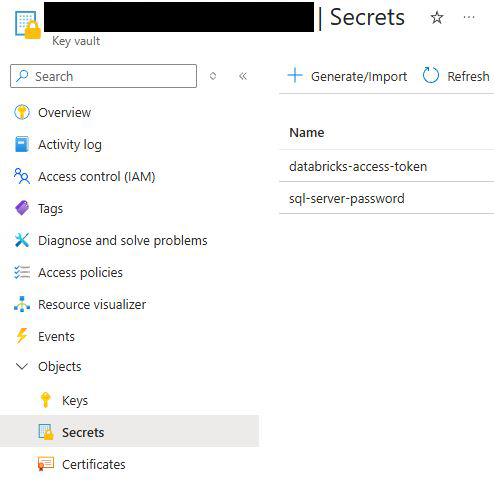 | Secrets
Key vault
Search
Generate/Import
Refresh
Overview
Activity log
Access control (IAM)
Tags
Diagnose and solve problems
Access policies
Resource visualizer
Events
Objects
Keys
Secrets
Certificates
Name
databricks-access-token
sql-server-password